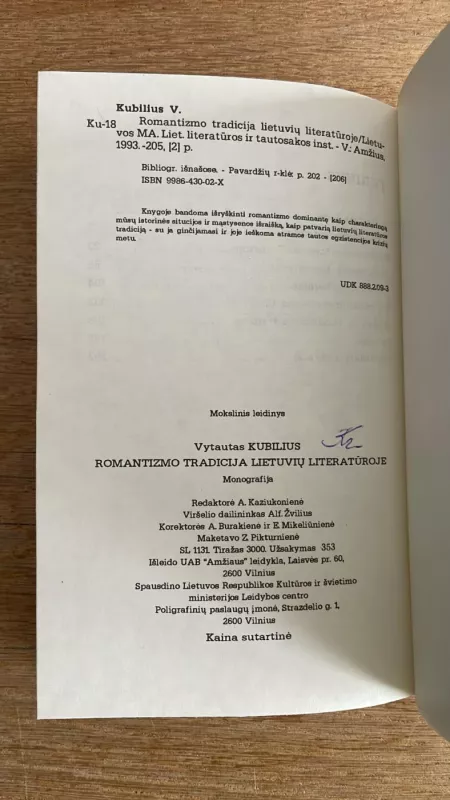 Kubilius V.
Ku-18 Romantizmo tradicija lietuvių literatūroje/Lietu-
vos MA. Liet. literatūros ir tautosakos inst. - V.: Amžius,
1993.-205, [2] p.
Bibliogr. išnašose. - Pavardžių r-klė: p. 202 - [206]
ISBN 9986-430-02-X
Knygoje bandoma išryškinti romantizmo dominantę kaip charakteringą
mūsų istorinės situcijos ir mąstysenos išraišką, kaip patvarią lietuvių literatūros
tradiciją - su ja ginčijamasi ir joje ieškoma atramos tautos egzistencijos krizių
metu.
UDK 888.2.09-3
Mokslinis leidinys
Vytautas KUBILIUS
ROMANTIZMO TRADICIJA LIETUVIŲ LITERATŪROJE
Monografija
Redaktorė A. Kaziukonienė
Viršelio dailininkas Alf. Žvilius
Korektorės A. Burakienė ir E. Mikeliūnienė
Maketavo Z. Pikturnienė
SL 1131. Tiražas 3000. Užsakymas 353
Išleido UAB "Amžiaus" leidykla, Laisvės pr. 60,
2600 Vilnius
Spausdino Lietuvos Respublikos Kultūros ir švietimo
ministerijos Leidybos centro
Poligrafinių paslaugų įmonė, Strazdelio g. 1,
2600 Vilnius
Kaina sutartinė